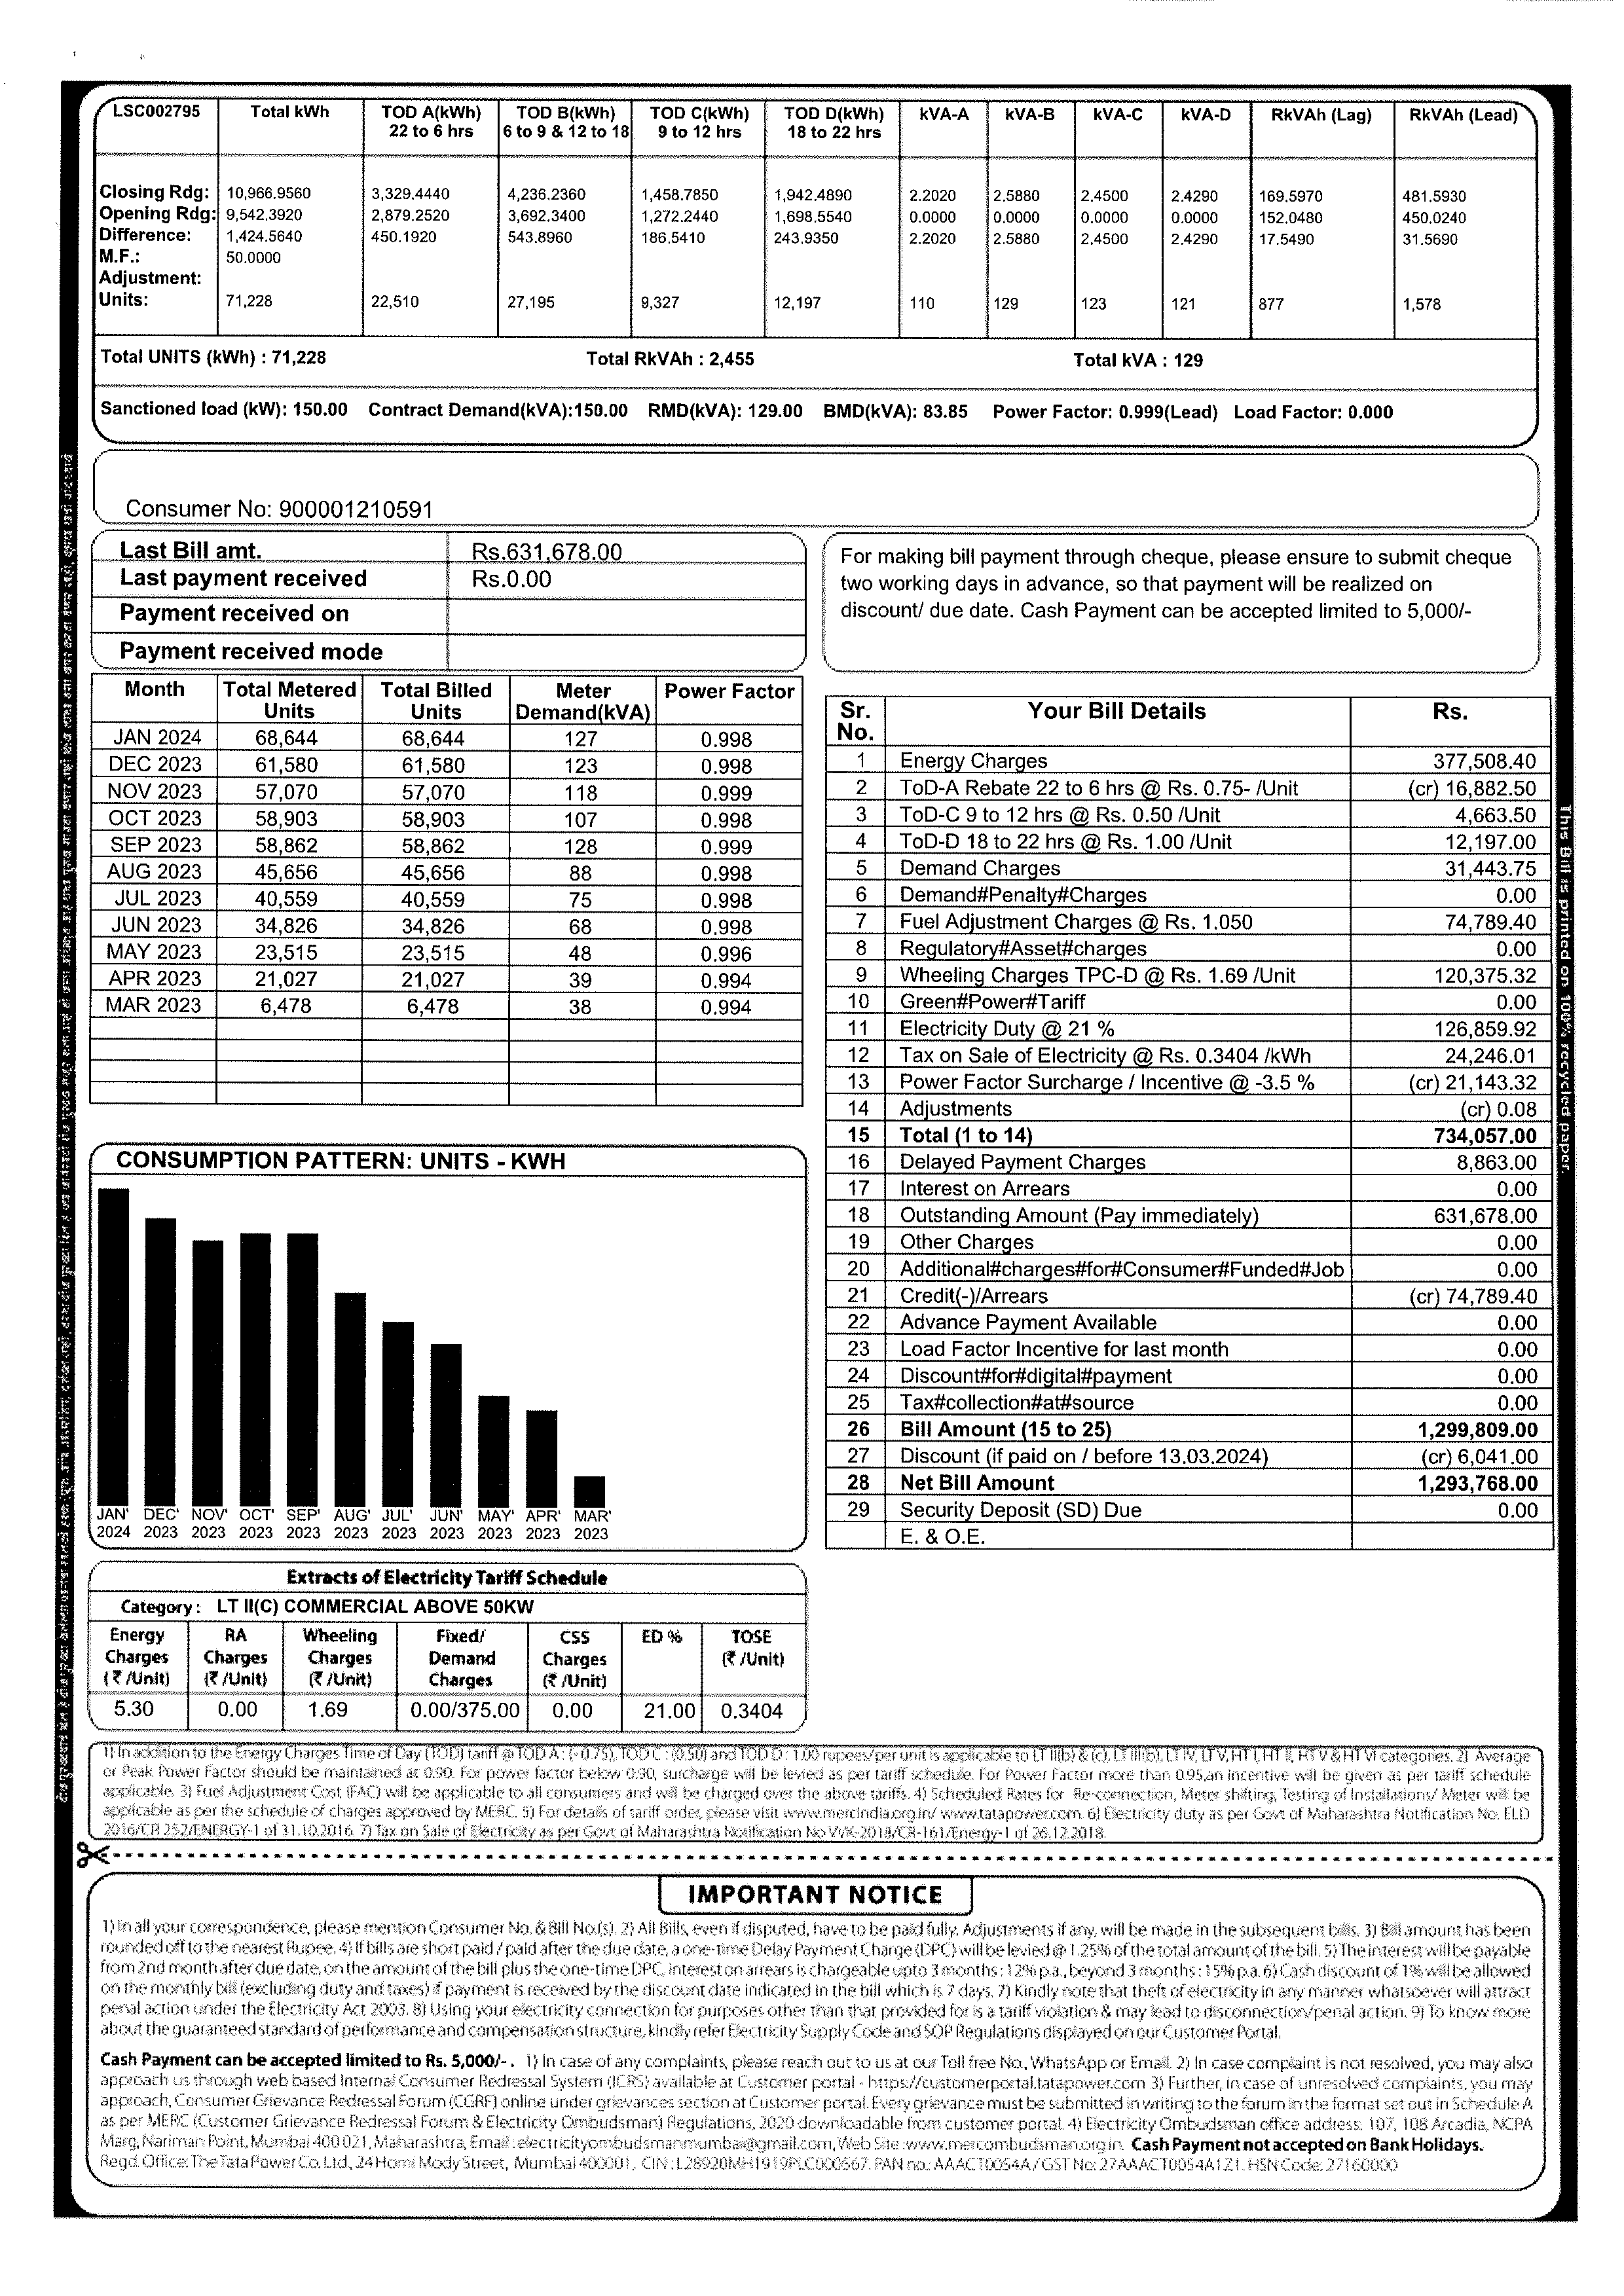 LSC002795 Total kWh TOD A(kWh) TOD B(kWh) TOD C(kWh) TOD D(kWh) kVA-A kVA-B kVA-C kVA-D RkVAh (Lag) RkVAh (Lead)
22 to 6 hrs 6 to 9 & 12 to 18 9 to 12 hrs 18 to 22 hrs
Closing Rdg: 10,966.9560 3,329.4440 4,236.2360 1,458.7850 1,942.4890 2.2020 2.5880 2.4500 2.4290 169.5970 481.5930
Opening Rdg: 9,542.3920 2,879.2520 3,692.3400 1,272.2440 1,698.5540 0.0000 0.0000 0.0000 0.0000 152.0480 450.0240
Difference: 1,424.5640 450.1920 543.8960 186.5410 243.9350 2.2020 2.5880 2.4500 2.4290 17.5490 31.5690
M.F.: 50.0000
Adjustment:
Units: 71,228 22,510 27,195 9,327 12,197 110 129 123 121 877 1,578
Total UNITS (kWh) : 71,228 Total RkVAh : 2,455 Total kVA : 129
Sanctioned load (kW): 150.00 Contract Demand(kVA):150.00 RMD(kVA): 129.00 BMD(kVA): 83.85 Power Factor: 0.999(Lead) Load Factor: 0.000
Consumer No: 900001210591
Last Bill amt. Rs.631,678.00
Last payment received Rs.0.00
Payment received on
Payment received mode
For making bill payment through cheque, please ensure to submit cheque
two working days in advance, so that payment will be realized on
discount/ due date. Cash Payment can be accepted limited to 5,000/-
Month Total Metered Total Billed Meter Power Factor
Units Units Demand(kVA)
JAN 2024 68,644 68,644 127 0.998
DEC 2023 61,580 61,580 123 0.998
NOV 2023 57,070 57,070 118 0.999
OCT 2023 58,903 58,903 107 0.998
SEP 2023 58,862 58,862 128 0.999
AUG 2023 45,656 45,656 88 0.998
JUL 2023 40,559 40,559 75 0.998
JUN 2023 34,826 34,826 68 0.998
MAY 2023 23,515 23,515 48 0.996
APR 2023 21,027 21,027 39 0.994
MAR 2023 6,478 6,478 38 0.994
Sr. Your Bill Details Rs.
No.
1 Energy Charges 377,508.40
2 ToD-A Rebate 22 to 6 hrs @ Rs. 0.75- /Unit (cr) 16,882.50
3 ToD-C 9 to 12 hrs @ Rs. 0.50 /Unit 4,663.50
4 ToD-D 18 to 22 hrs @ Rs. 1.00 /Unit 12,197.00
5 Demand Charges 31,443.75
6 Demand#Penalty#Charges 0.00
7 Fuel Adjustment Charges @ Rs. 1.050 74,789.40
8 Regulatory#Asset#charges 0.00
9 Wheeling Charges TPC-D @ Rs. 1.69 /Unit 120,375.32
10 Green#Power#Tariff 0.00
11 Electricity Duty @ 21 % 126,859.92
12 Tax on Sale of Electricity @ Rs. 0.3404 /kWh 24,246.01
13 Power Factor Surcharge / Incentive @ -3.5 % (cr) 21,143.32
14 Adjustments (cr) 0.08
15 Total (1 to 14) 734,057.00
16 Delayed Payment Charges 8,863.00
17 Interest on Arrears 0.00
18 Outstanding Amount (Pay immediately) 631,678.00
19 Other Charges 0.00
20 Additional#charges#for#Consumer#Funded#Job 0.00
21 Credit(-)/Arrears (cr) 74,789.40
22 Advance Payment Available 0.00
23 Load Factor Incentive for last month 0.00
24 Discount#for#digital#payment 0.00
25 Tax#collection#at#source 0.00
26 Bill Amount (15 to 25) 1,299,809.00
27 Discount (if paid on / before 13.03.2024) (cr) 6,041.00
28 Net Bill Amount 1,293,768.00
29 Security Deposit (SD) Due 0.00
E. & O.E.
This Bill is printed on 100% recycled paper.
CONSUMPTION PATTERN: UNITS - KWH
JAN' DEC' NOV' OCT' SEP' AUG' JUL' JUN' MAY' APR' MAR'
2024 2023 2023 2023 2023 2023 2023 2023 2023 2023 2023
Extracts of Electricity Tariff Schedule
Category : LT II(C) COMMERCIAL ABOVE 50KW
Energy RA Wheeling Fixed/ CSS ED % TOSE
Charges Charges Charges Demand Charges (₹ /Unit)
(₹ /Unit) (₹ /Unit) (₹ /Unit) Charges (₹ /Unit)
5.30 0.00 1.69 0.00/375.00 0.00 21.00 0.3404
1) In addition to the Energy Charges Time of Day (TOD) tariff @ TOD A : (-0.75), TOD C : (0.50) and TOD D : 1.00 rupees/per unit is applicable to LT II(b) & (c), LT III(b), LT IV, LT V, HT I, HT II, HT V & HT VI categories. 2) Average
or Peak Power Factor should be maintained at 0.90. For power factor below 0.90, surcharge will be levied as per tariff schedule. For Power Factor more than 0.95,an incentive will be given as per tariff schedule
applicable. 3) Fuel Adjustment Cost (FAC) will be applicable to all consumers and will be charged over the above tariffs. 4) Scheduled Rates for Re-connection, Meter shifting, Testing of Installations/ Meter will be
applicable as per the schedule of charges approved by MERC. 5) For details of tariff order, please visit www.mercindia.org.in/ www.tatapower.com. 6) Electricity duty as per Govt of Maharashtra Notification No. ELD
2016/CR 252/ENERGY-1 of 31.10.2016. 7) Tax on Sale of Electricity as per Govt of Maharashtra Notification No VVK-2018/CR-161/Energy-1 of 26.12.2018.
IMPORTANT NOTICE
1) In all your correspondence, please mention Consumer No. & Bill No.(s). 2) All Bills, even if disputed, have to be paid fully. Adjustments if any, will be made in the subsequent bills. 3) Bill amount has been
rounded off to the nearest Rupee. 4) If bills are short paid / paid after the due date, a one-time Delay Payment Charge (DPC) will be levied @ 1.25% of the total amount of the bill. 5) The interest will be payable
from 2nd month after due date, on the amount of the bill plus the one-time DPC, interest on arrears is chargeable upto 3 months : 12% p.a., beyond 3 months : 15% p.a. 6) Cash discount of 1% will be allowed
on the monthly bill (excluding duty and taxes) if payment is received by the discount date indicated in the bill which is 7 days. 7) Kindly note that theft of electricity in any manner whatsoever will attract
penal action under the Electricity Act 2003. 8) Using your electricity connection for purposes other than that provided for is a tariff violation & may lead to disconnection/penal action. 9) To know more
about the guaranteed standard of performance and compensation structure, kindly refer Electricity Supply Code and SOP Regulations displayed on our Customer Portal.
Cash Payment can be accepted limited to Rs. 5,000/- . 1) In case of any complaints, please reach out to us at our Toll free No., WhatsApp or Email. 2) In case complaint is not resolved, you may also
approach us through web based Internal Consumer Redressal System (ICRS) available at Customer portal - https://customerportal.tatapower.com 3) Further, in case of unresolved complaints, you may
approach, Consumer Grievance Redressal Forum (CGRF) online under grievances section at Customer portal. Every grievance must be submitted in writing to the forum in the format set out in Schedule A
as per MERC (Customer Grievance Redressal Forum & Electricity Ombudsman) Regulations, 2020 downloadable from customer portal. 4) Electricity Ombudsman office address: 107, 108 Arcadia, NCPA
Marg, Nariman Point, Mumbai 400 021, Maharashtra, Email : electricityombudsmanmumbai@gmail.com, Web Site : www.mercombudsman.org.in. Cash Payment not accepted on Bank Holidays.
Regd. Office: The Tata Power Co. Ltd, 24 Homi Mody Street, Mumbai 400001, CIN : L28920MH1919PLC000567. PAN no.: AAACT0054A / GST No: 27AAACT0054A1Z1. HSN Code: 27160000